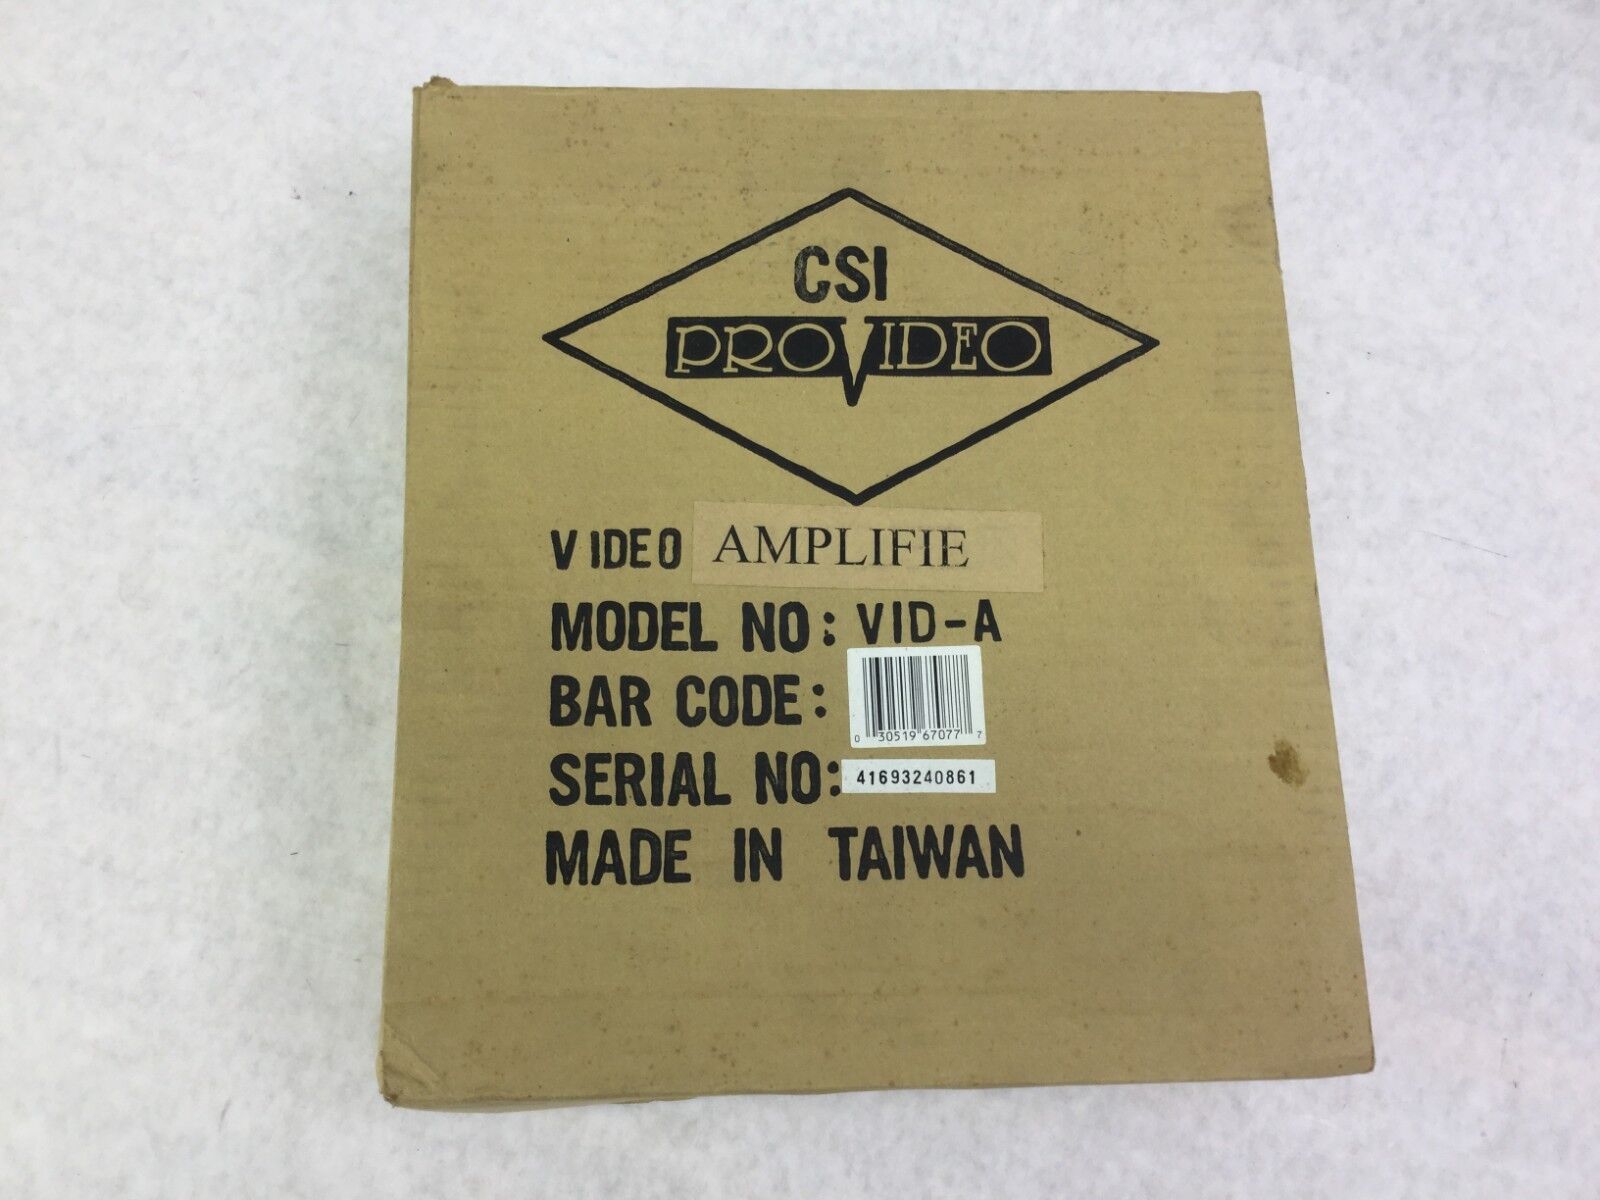 CSI
PROVIDEO
VIDEO AMPLIFIE
MODEL NO: VID-A
BAR CODE:
0 30519 67077 7
SERIAL NO: 41693240861
MADE IN TAIWAN